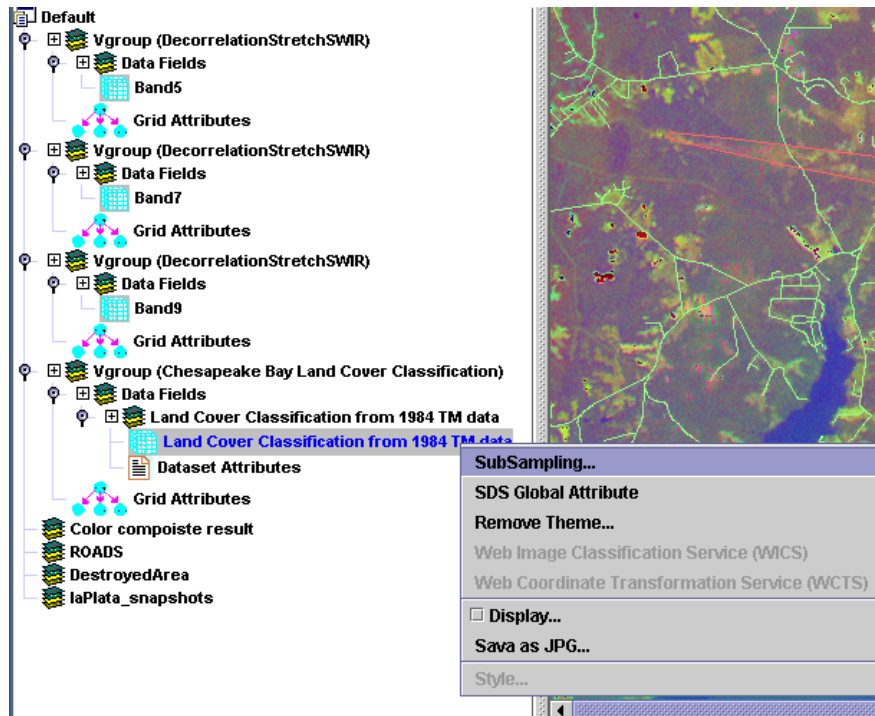 Default
Vgroup (DecorrelationStretchSWIR)
Data Fields
Band5
Grid Attributes
Vgroup (DecorrelationStretchSWIR)
Data Fields
Band7
Grid Attributes
Vgroup (DecorrelationStretchSWIR)
Data Fields
Band9
Grid Attributes
Vgroup (Chesapeake Bay Land Cover Classification)
Data Fields
Land Cover Classification from 1984 TM data
Land Cover Classification from 1984 TM data
Dataset Attributes
Grid Attributes
Color compoiste result
ROADS
DestroyedArea
laPlata_snapshots
SubSampling...
SDS Global Attribute
Remove Theme...
Web Image Classification Service (WICS)
Web Coordinate Transformation Service (WCTS)
Display...
Sava as JPG...
Style...